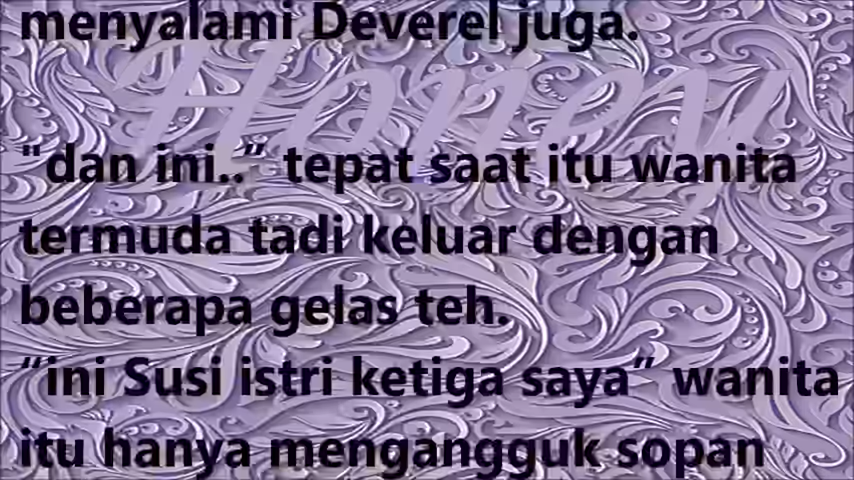 menyalami Deverel juga.
Honey
"dan ini..” tepat saat itu wanita
termuda tadi keluar dengan
beberapa gelas teh.
“ini Susi istri ketiga saya” wanita
itu hanya mengangguk sopan